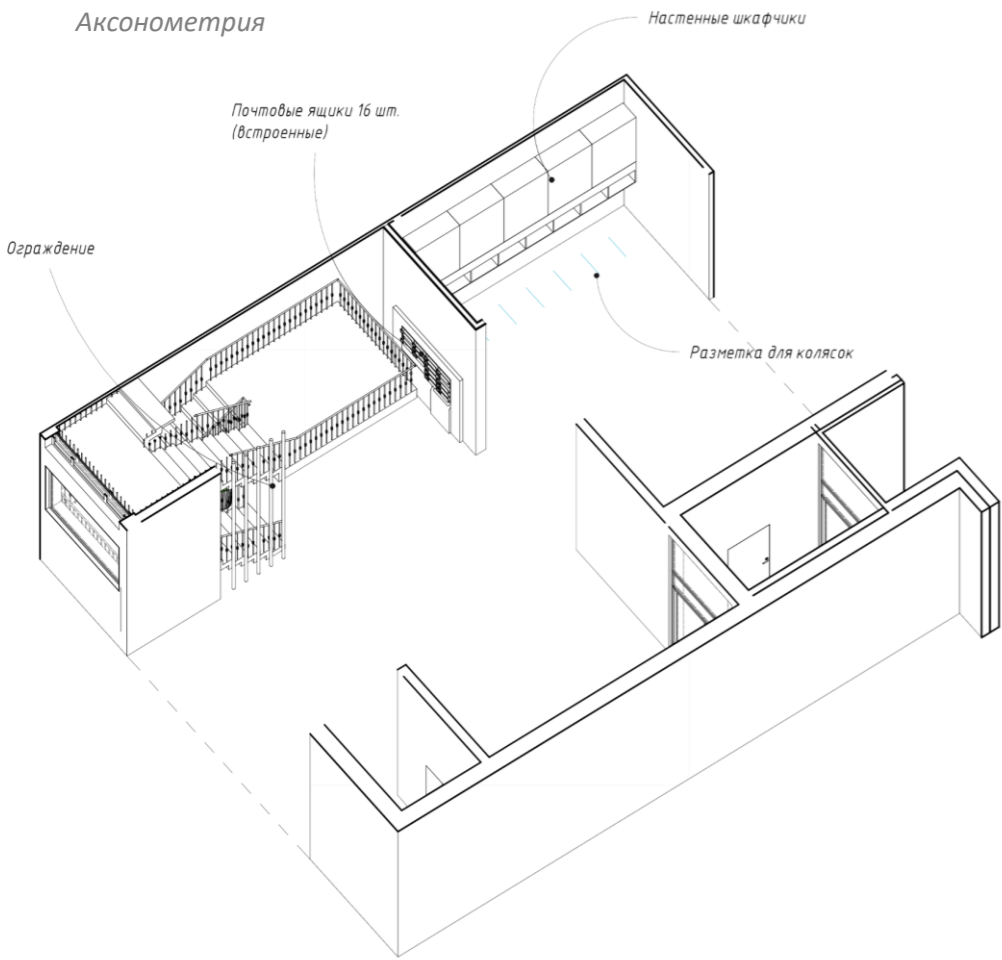 Аксонометрия
Настенные шкафчики
Почтовые ящики 16 шт.
(встроенные)
Ограждение
Разметка для колясок